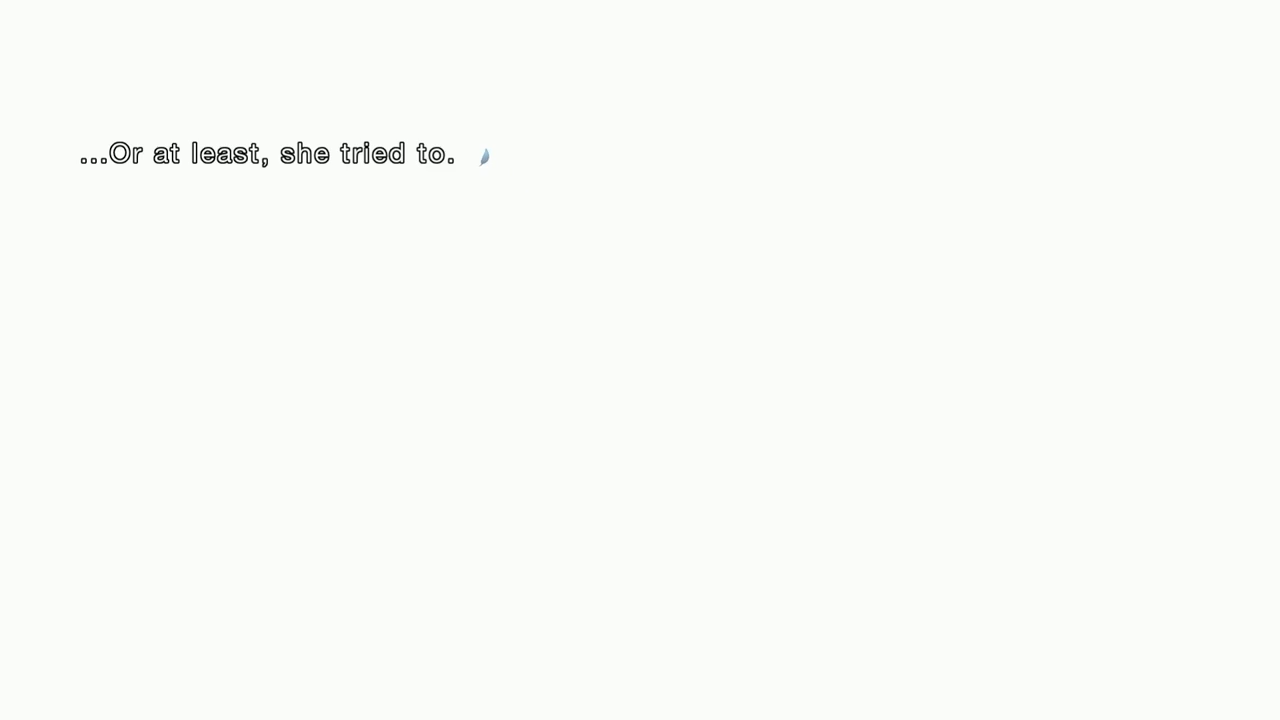 ...Or at least, she tried to.